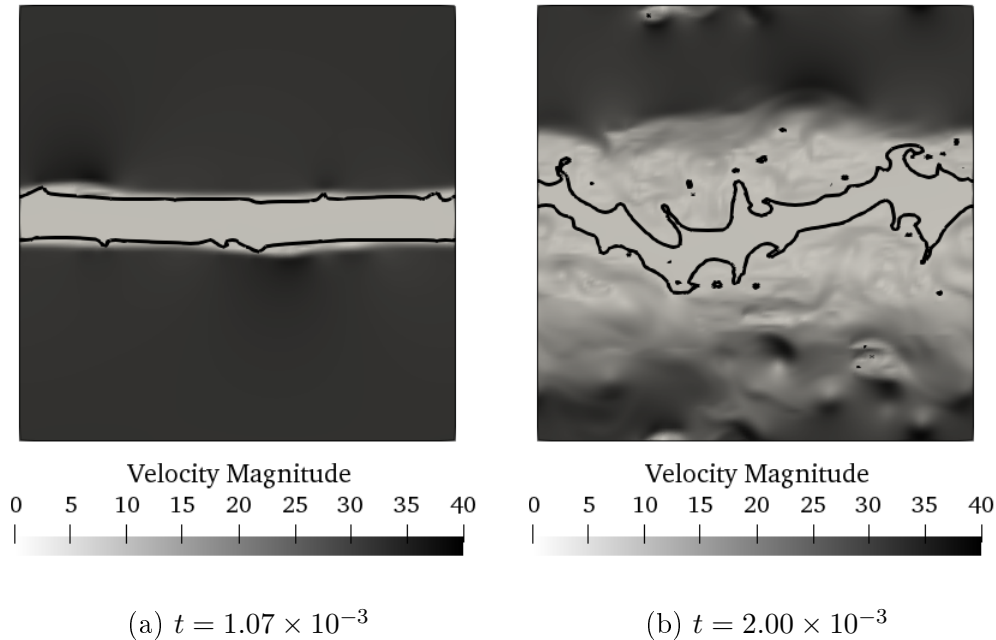 Velocity Magnitude Velocity Magnitude
0 5 10 15 20 25 30 35 40 0 5 10 15 20 25 30 35 40
(a) t = 1.07 × 10⁻³ (b) t = 2.00 × 10⁻³